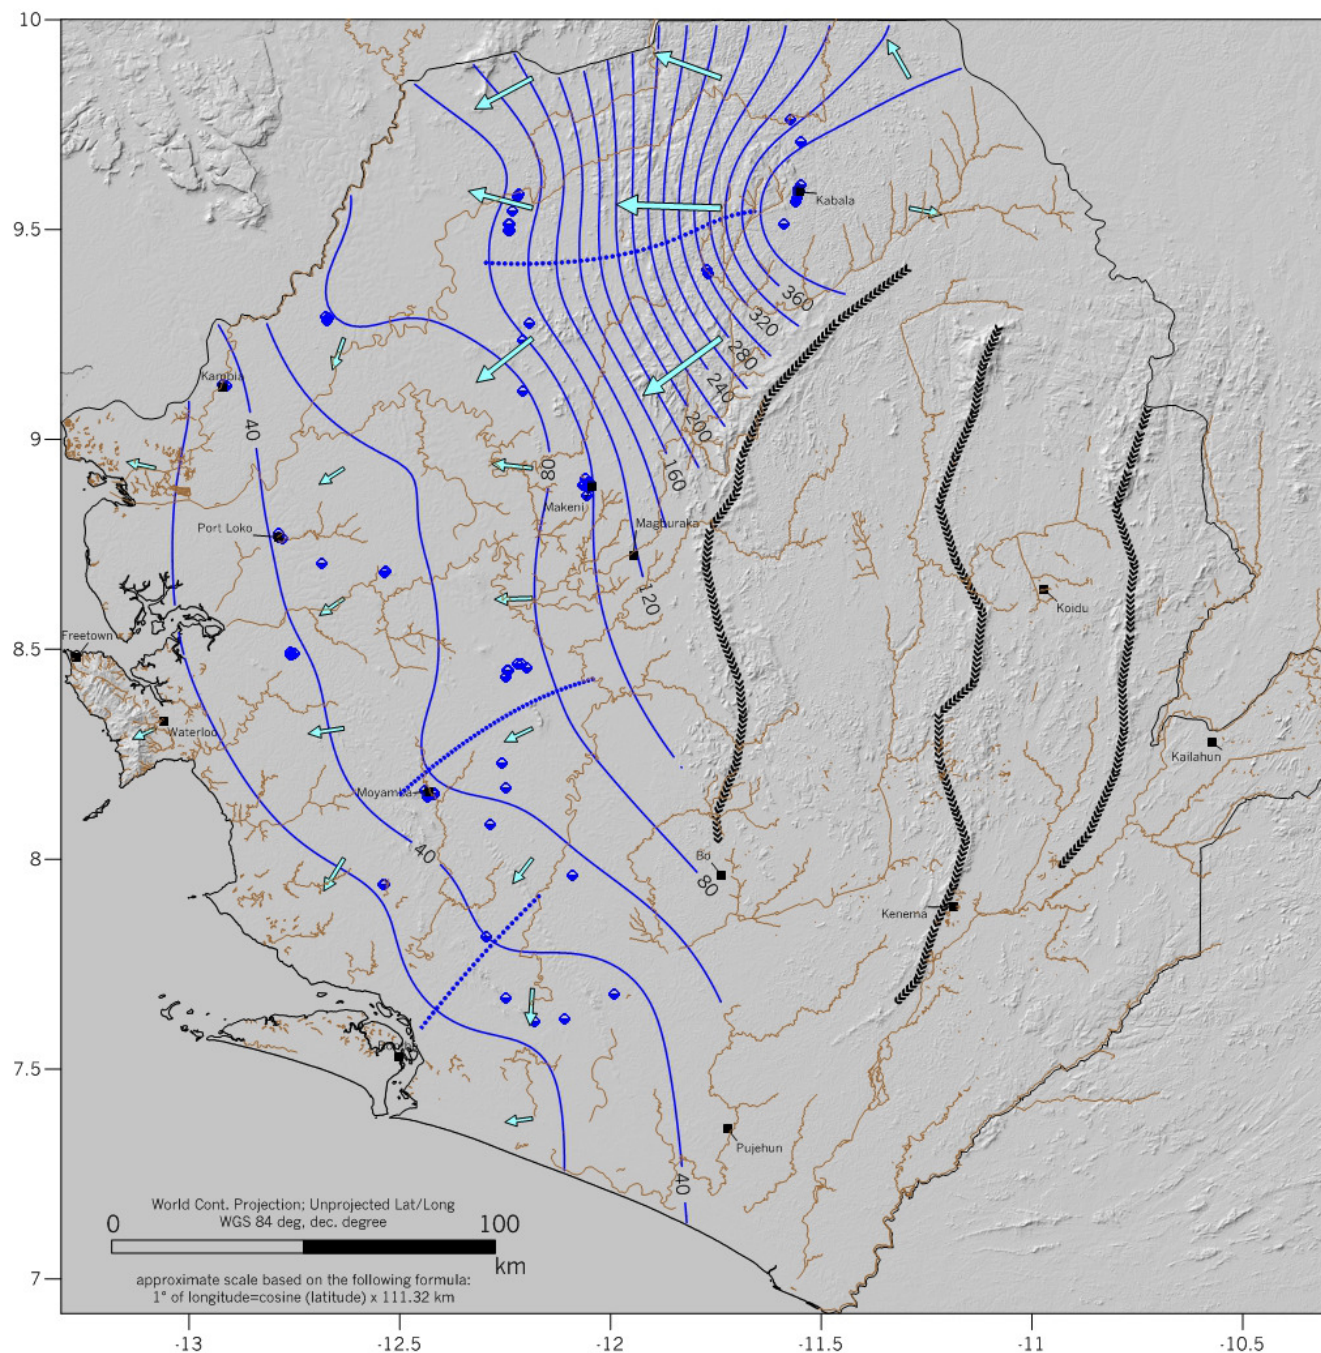 10
9.5
9
8.5
8
7.5
7
-13
-12.5
-12
-11.5
-11
-10.5
Kabala
360
320
280
240
200
160
120
80
40
Kambia
Makeni
Magburaka
Port Loko
Koidu
Freetown
Waterloo
Kailahun
Moyamba
40
Bo
80
Kenema
Pujehun
40
World Cont. Projection; Unprojected Lat/Long
WGS 84 deg, dec. degree
0 100
km
approximate scale based on the following formula:
1° of longitude=cosine (latitude) x 111.32 km